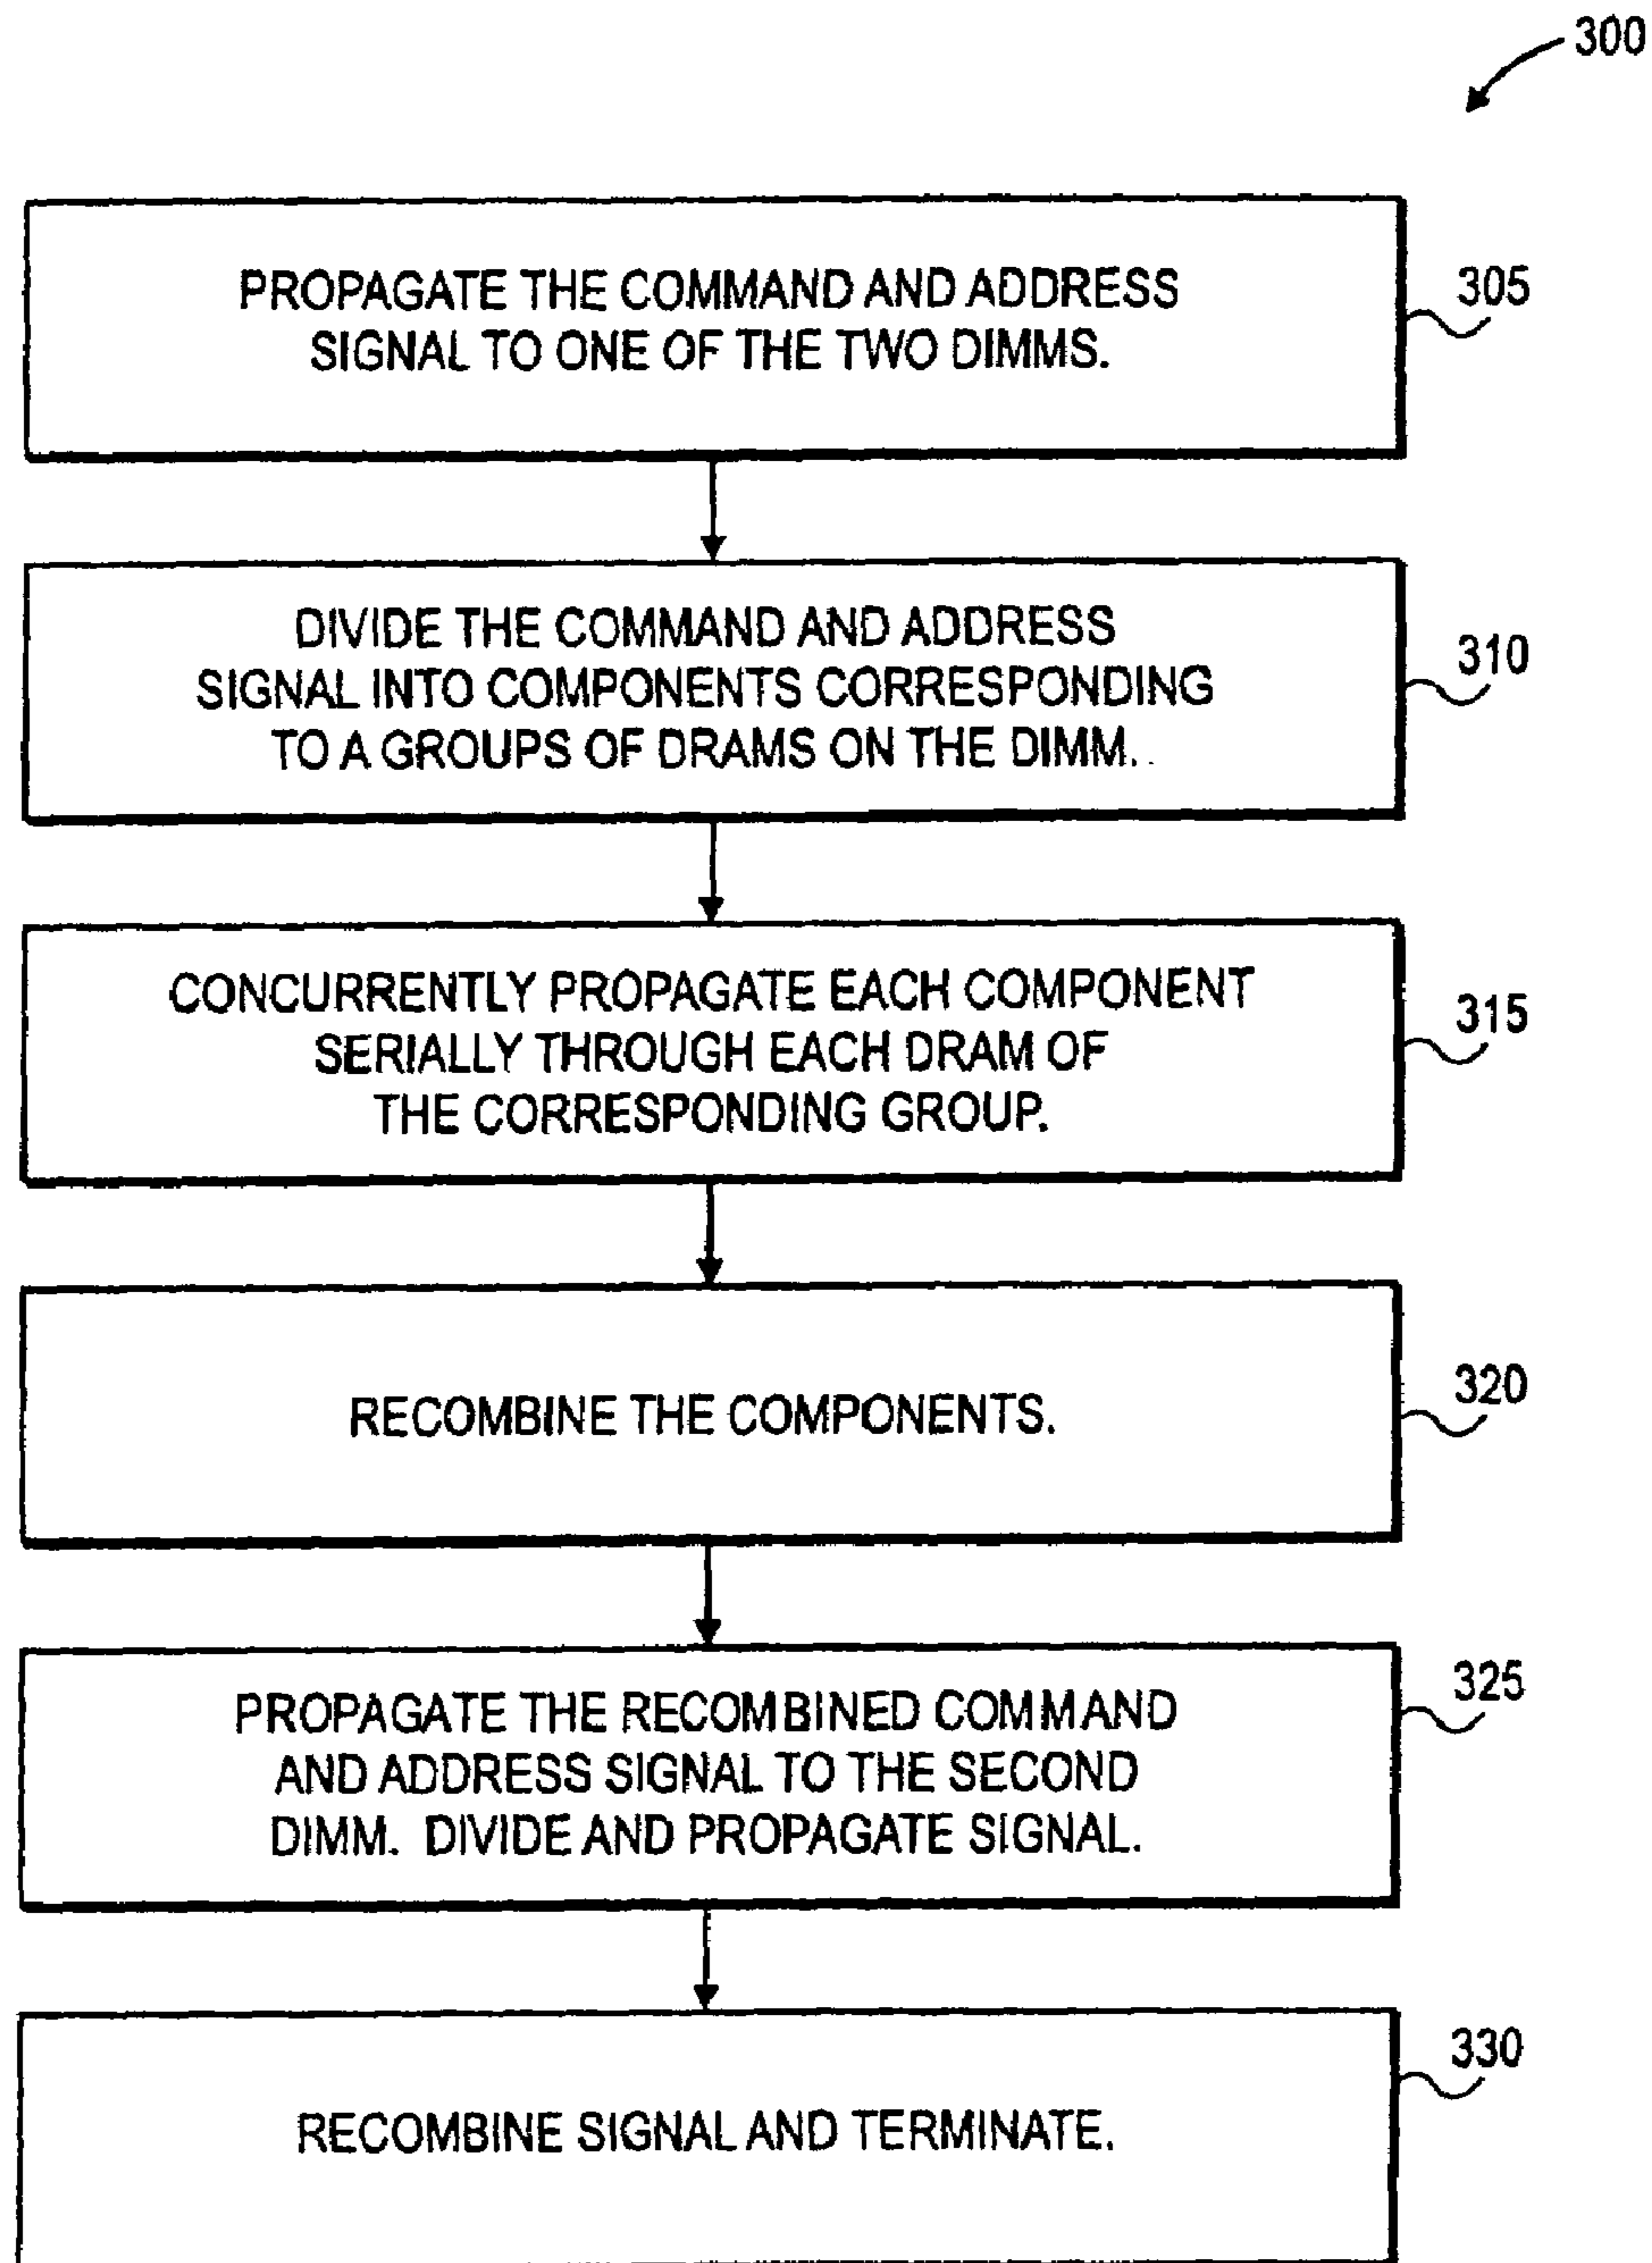 300
PROPAGATE THE COMMAND AND ADDRESS
SIGNAL TO ONE OF THE TWO DIMMS.
305
DIVIDE THE COMMAND AND ADDRESS
SIGNAL INTO COMPONENTS CORRESPONDING
TO A GROUPS OF DRAMS ON THE DIMM.
310
CONCURRENTLY PROPAGATE EACH COMPONENT
SERIALLY THROUGH EACH DRAM OF
THE CORRESPONDING GROUP.
315
RECOMBINE THE COMPONENTS.
320
PROPAGATE THE RECOMBINED COMMAND
AND ADDRESS SIGNAL TO THE SECOND
DIMM. DIVIDE AND PROPAGATE SIGNAL.
325
RECOMBINE SIGNAL AND TERMINATE.
330